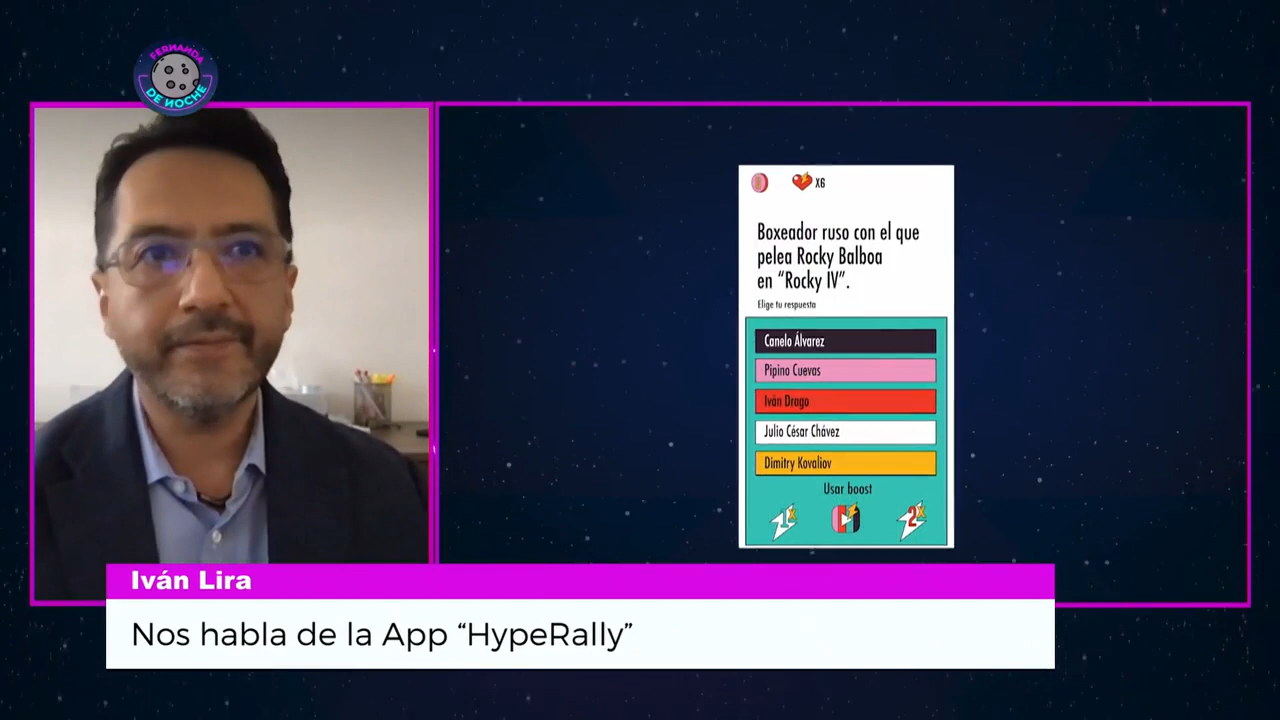 FERNANDA
DE NOCHE
X6
Boxeador ruso con el que
pelea Rocky Balboa
en “Rocky IV”.
Elige tu respuesta
Canelo Álvarez
Pipino Cuevas
Iván Drago
Julio César Chávez
Dimitry Kovaliov
Usar boost
1x
2x
Iván Lira
Nos habla de la App “HypeRally”